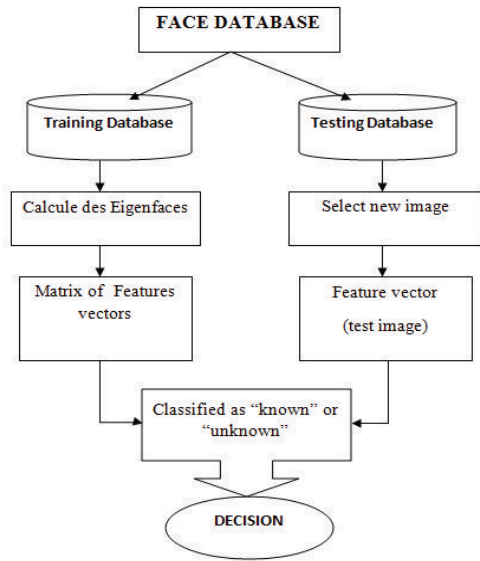 FACE DATABASE
Training Database
Testing Database
Calcule des Eigenfaces
Select new image
Matrix of Features
vectors
Feature vector
(test image)
Classified as “known” or
“unknown”
DECISION